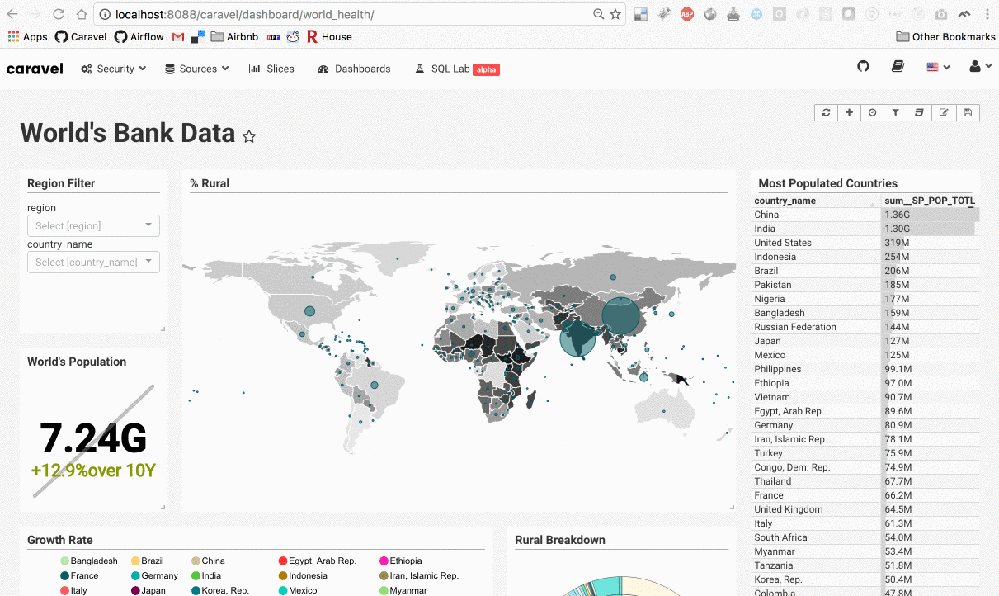 localhost:8088/caravel/dashboard/world_health/
ABP
Apps Caravel Airflow Airbnb House Other Bookmarks
caravel Security Sources Slices Dashboards SQL Lab alpha
World's Bank Data
Region Filter
region
Select [region]
country_name
Select [country_name]
World's Population
7.24G
+12.9%over 10Y
% Rural
Most Populated Countries
country_name sum__SP_POP_TOTL
China 1.36G
India 1.30G
United States 319M
Indonesia 254M
Brazil 206M
Pakistan 185M
Nigeria 177M
Bangladesh 159M
Russian Federation 144M
Japan 127M
Mexico 125M
Philippines 99.1M
Ethiopia 97.0M
Vietnam 90.7M
Egypt, Arab Rep. 89.6M
Germany 80.9M
Iran, Islamic Rep. 78.1M
Turkey 75.9M
Congo, Dem. Rep. 74.9M
Thailand 67.7M
France 66.2M
United Kingdom 64.5M
Italy 61.3M
South Africa 54.0M
Myanmar 53.4M
Tanzania 51.8M
Korea, Rep. 50.4M
Colombia 47.8M
Growth Rate
Bangladesh Brazil China Egypt, Arab Rep. Ethiopia
France Germany India Indonesia Iran, Islamic Rep.
Italy Japan Korea, Rep. Mexico Myanmar
Rural Breakdown